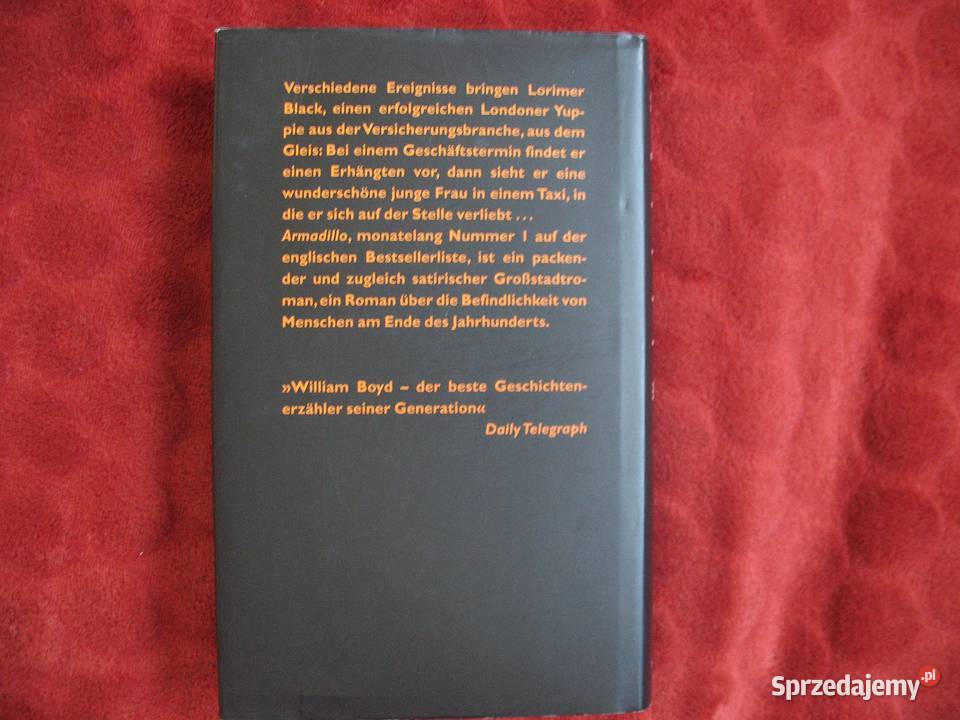 Verschiedene Ereignisse bringen Lorimer
Black, einen erfolgreichen Londoner Yup-
pie aus der Versicherungsbranche, aus dem
Gleis: Bei einem Geschäftstermin findet er
einen Erhängten vor, dann sieht er eine
wunderschöne junge Frau in einem Taxi, in
die er sich auf der Stelle verliebt ...
Armadillo, monatelang Nummer 1 auf der
englischen Bestsellerliste, ist ein packen-
der und zugleich satirischer Großstadtro-
man, ein Roman über die Befindlichkeit von
Menschen am Ende des Jahrhunderts.
»William Boyd – der beste Geschichten-
erzähler seiner Generation«
Daily Telegraph
Sprzedajemy.pl